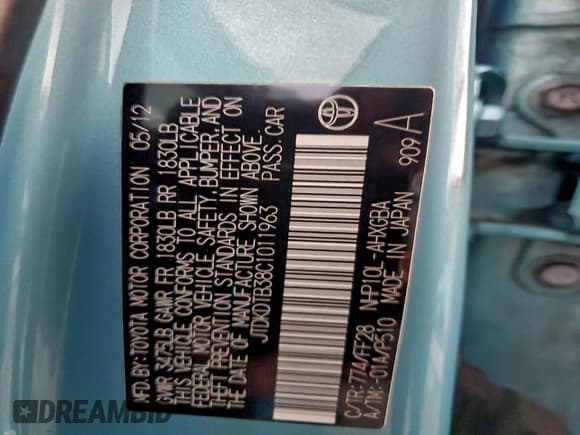 MFD. BY: TOYOTA MOTOR CORPORATION 05/12
GVWR 3472LB GAWR FR 1830LB RR 1830LB
THIS VEHICLE CONFORMS TO ALL APPLICABLE
FEDERAL MOTOR VEHICLE SAFETY, BUMPER, AND
THEFT PREVENTION STANDARDS IN EFFECT ON
THE DATE OF MANUFACTURE SHOWN ABOVE.
JTDKDTB38C1011963 PASS. CAR
C/TR: 774/FF28 NHP10L-AHXGBA
A/TM: -01A/P510 MADE IN JAPAN 909 A
DREAMBID